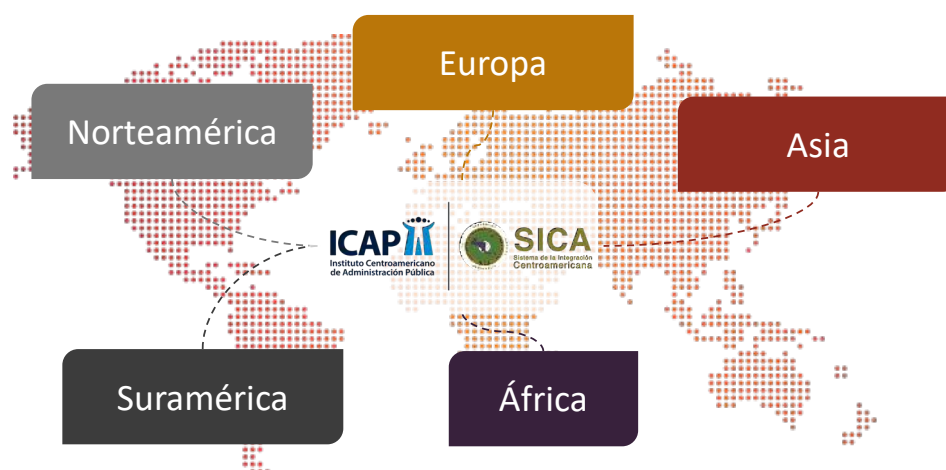 Europa
Norteamérica
Asia
ICAP
Instituto Centroamericano
de Administración Pública
SICA
Sistema de la Integración
Centroamericana
Suramérica
África